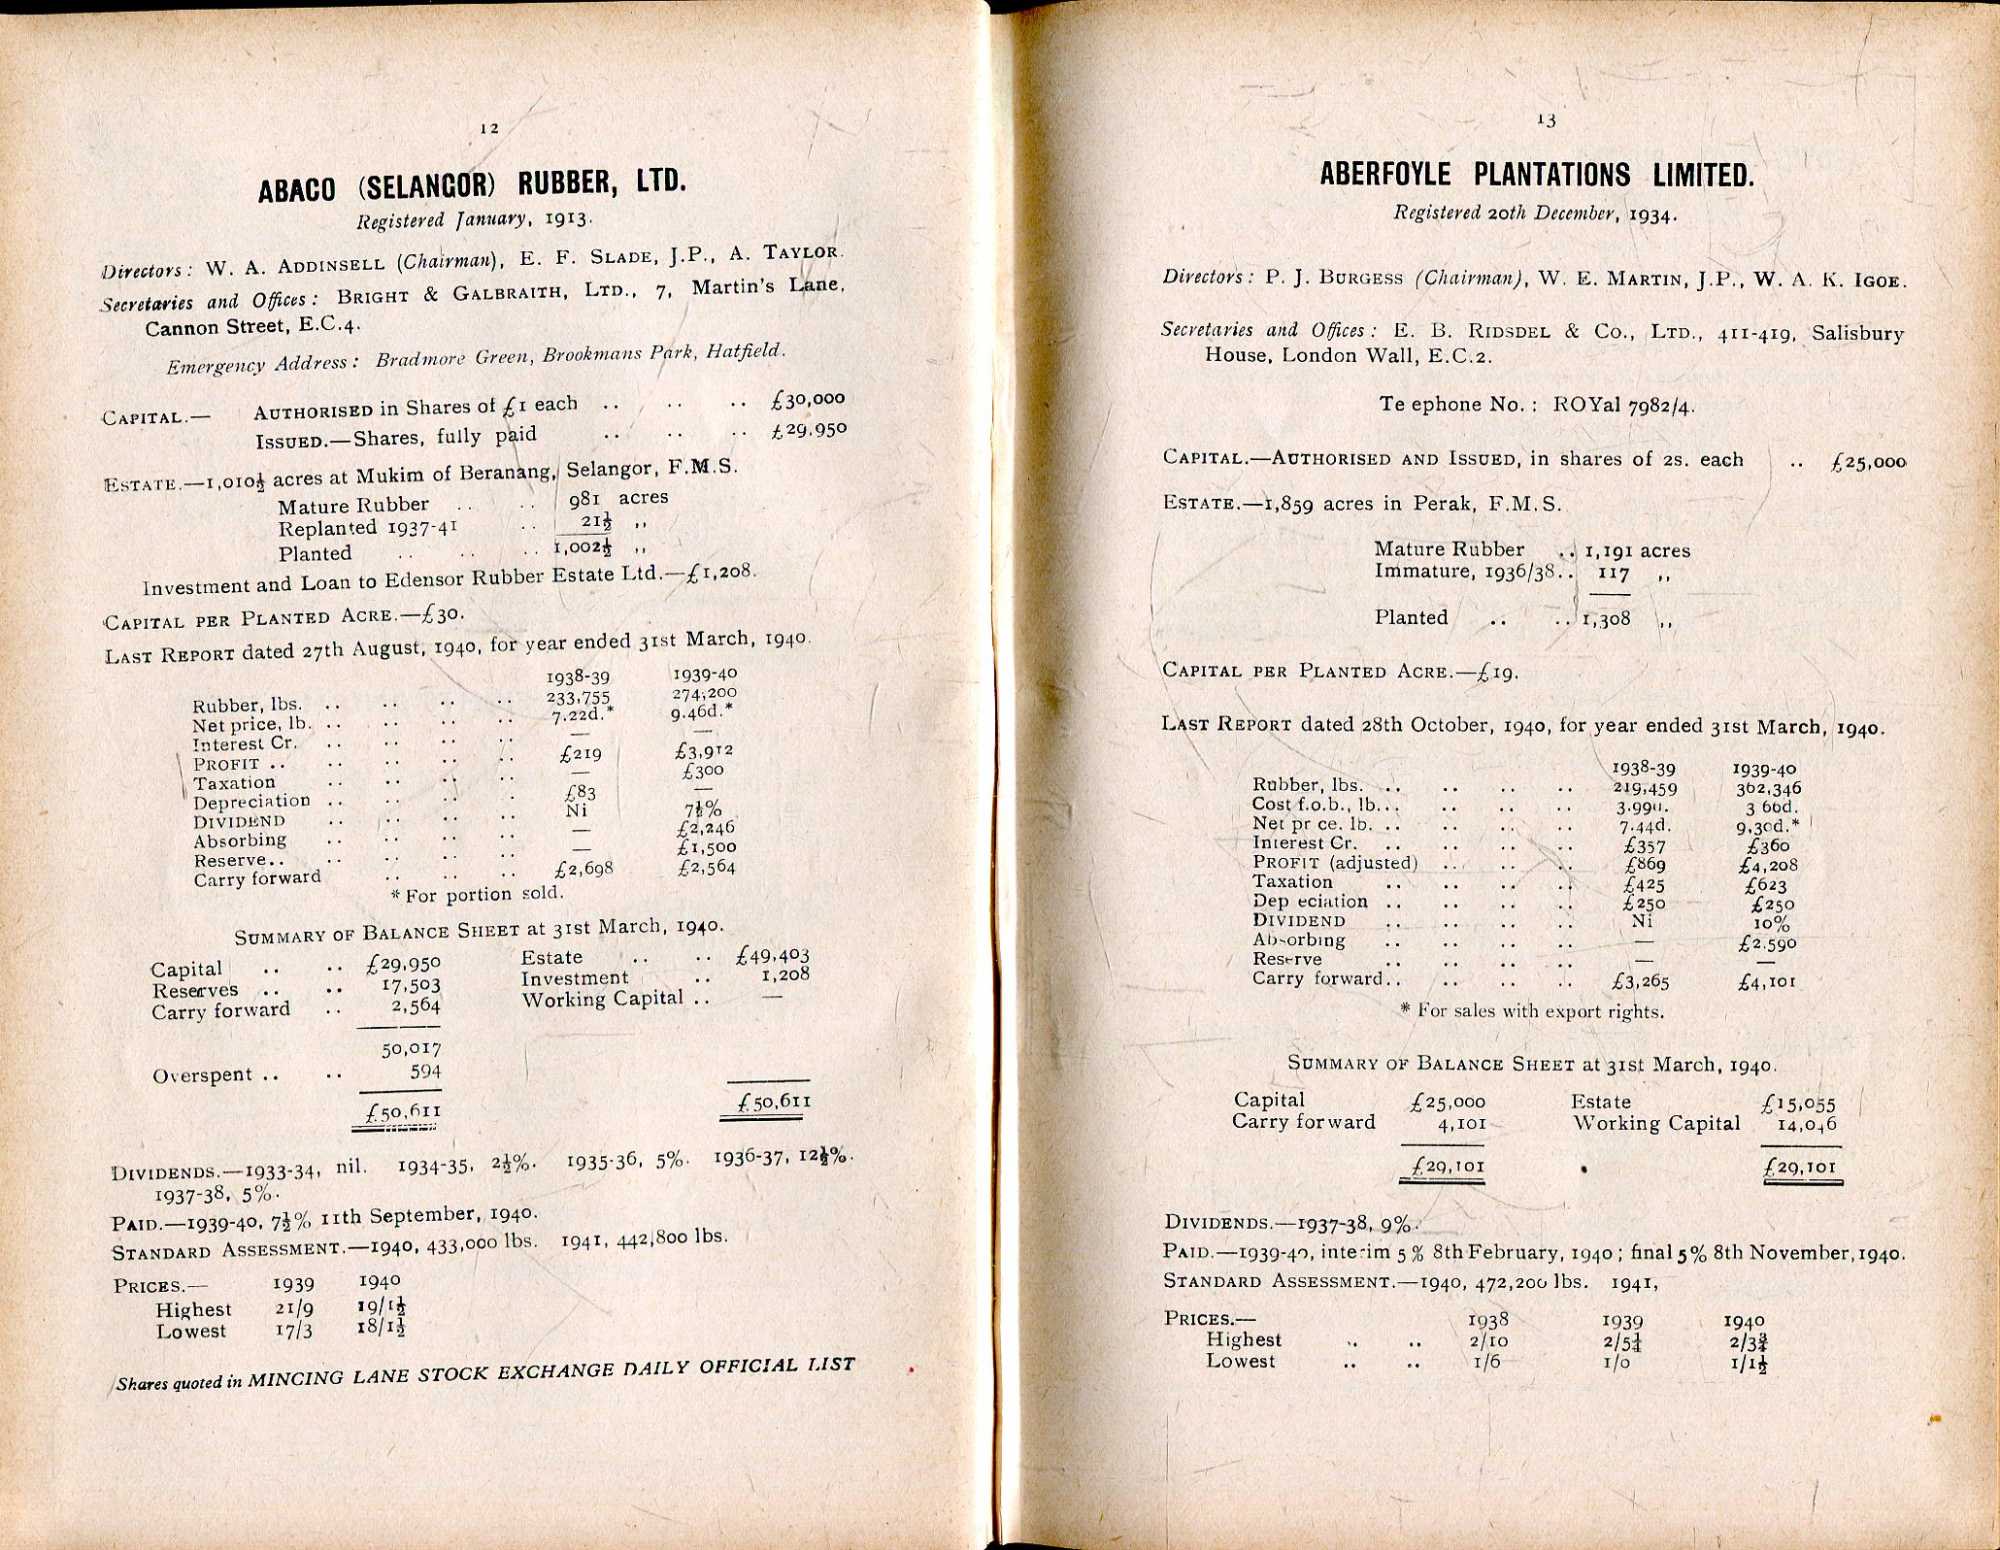 12
ABACO (SELANGOR) RUBBER, LTD.
Registered January, 1913.
Directors: W. A. ADDINSELL (Chairman), E. F. SLADE, J.P., A. TAYLOR.
Secretaries and Offices: BRIGHT & GALBRAITH, LTD., 7, Martin's Lane,
Cannon Street, E.C.4.
Emergency Address: Bradmore Green, Brookmans Park, Hatfield.
CAPITAL.— AUTHORISED in Shares of £1 each .. .. .. £30,000
ISSUED.—Shares, fully paid .. .. .. £29,950
ESTATE.—1,010½ acres at Mukim of Beranang, Selangor, F.M.S.
Mature Rubber .. .. 981 acres
Replanted 1937-41 .. 21½ ,,
Planted .. .. .. 1,002½ ,,
Investment and Loan to Edensor Rubber Estate Ltd.—£1,208.
CAPITAL PER PLANTED ACRE.—£30.
LAST REPORT dated 27th August, 1940, for year ended 31st March, 1940.
1938-39 1939-40
Rubber, lbs. .. .. .. .. 233,755 274,200
Net price, lb. .. .. .. .. 7.22d.* 9.46d.*
Interest Cr. .. .. .. .. — —
PROFIT .. .. .. .. .. £219 £3,912
Taxation .. .. .. .. — £300
Depreciation .. .. .. . £83 —
DIVIDEND .. .. .. .. Ni 7½%
Absorbing .. .. .. .. — £2,246
Reserve.. .. .. .. .. — £1,500
Carry forward .. .. .. £2,698 £2,564
* For portion sold.
SUMMARY OF BALANCE SHEET at 31st March, 1940.
Capital .. .. £29,950 Estate .. .. £49,403
Reserves .. .. 17,503 Investment .. 1,208
Carry forward .. 2,564 Working Capital .. —
50,017
Overspent .. .. 594
£50,611 £50,611
DIVIDENDS.—1933-34, nil. 1934-35, 2½%. 1935-36, 5%. 1936-37, 12½%.
1937-38, 5%.
PAID.—1939-40, 7½% 11th September, 1940.
STANDARD ASSESSMENT.—1940, 433,000 lbs. 1941, 442,800 lbs.
PRICES.— 1939 1940
Highest 21/9 19/1½
Lowest 17/3 18/1½
Shares quoted in MINCING LANE STOCK EXCHANGE DAILY OFFICIAL LIST
13
ABERFOYLE PLANTATIONS LIMITED.
Registered 20th December, 1934.
Directors: P. J. BURGESS (Chairman), W. E. MARTIN, J.P., W. A. K. IGOE.
Secretaries and Offices: E. B. RIDSDEL & CO., LTD., 411-419, Salisbury
House, London Wall, E.C.2.
Te ephone No.: ROYal 7982/4.
CAPITAL.—AUTHORISED AND ISSUED, in shares of 2s. each .. £25,000
ESTATE.—1,859 acres in Perak, F.M.S.
Mature Rubber .. 1,191 acres
Immature, 1936/38.. 117 ,,
Planted .. .. 1,308 ,,
CAPITAL PER PLANTED ACRE.—£19.
LAST REPORT dated 28th October, 1940, for year ended 31st March, 1940.
1938-39 1939-40
Rubber, lbs. .. .. .. .. 219,459 362,346
Cost f.o.b., lb... .. .. .. 3.99d. 3 66d.
Net pr ce, lb. .. .. .. .. 7.44d. 9.30d.*
Interest Cr. .. .. .. .. £357 £360
PROFIT (adjusted) .. .. .. £869 £4,208
Taxation .. .. .. .. £425 £623
Dep eciation .. .. .. .. £250 £250
DIVIDEND .. .. .. .. Ni 10%
Absorbing .. .. .. .. — £2,590
Reserve .. .. .. .. — —
Carry forward.. .. .. .. £3,265 £4,101
* For sales with export rights.
SUMMARY OF BALANCE SHEET at 31st March, 1940.
Capital £25,000 Estate £15,055
Carry forward 4,101 Working Capital 14,046
£29,101 £29,101
DIVIDENDS.—1937-38, 9%.
PAID.—1939-40, interim 5% 8th February, 1940; final 5% 8th November, 1940.
STANDARD ASSESSMENT.—1940, 472,200 lbs. 1941,
PRICES.— 1938 1939 1940
Highest .. .. 2/10 2/5¼ 2/3¾
Lowest .. .. 1/6 1/0 1/1½